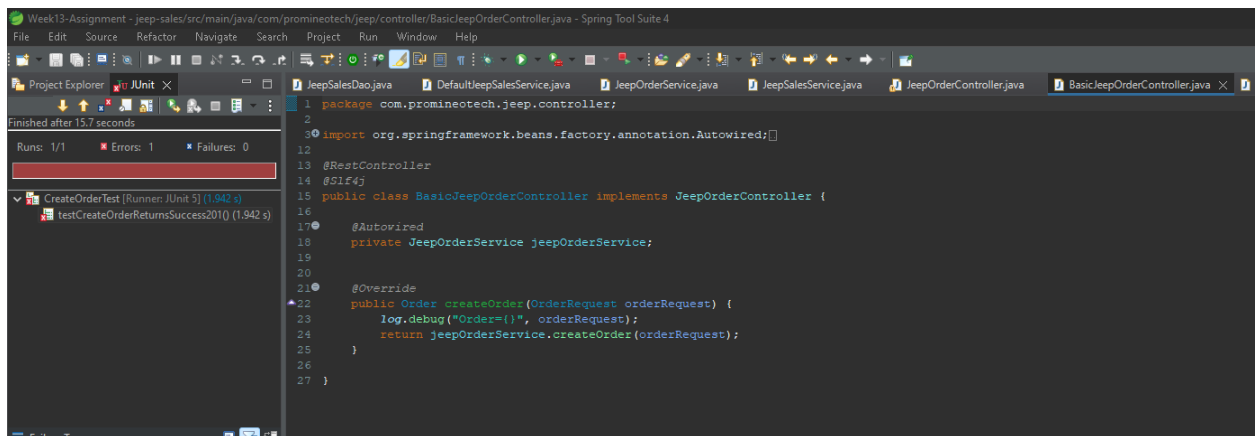 Week13-Assignment - jeep-sales/src/main/java/com/promineotech/jeep/controller/BasicJeepOrderController.java - Spring Tool Suite 4
File Edit Source Refactor Navigate Search Project Run Window Help
Project Explorer JUnit JeepSalesDao.java DefaultJeepSalesService.java JeepOrderService.java JeepSalesService.java JeepOrderController.java BasicJeepOrderController.java
Finished after 15.7 seconds
Runs: 1/1 Errors: 1 Failures: 0
CreateOrderTest [Runner: JUnit 5] (1.942 s)
testCreateOrderReturnsSuccess201() (1.942 s)
1 package com.promineotech.jeep.controller;
2
3 import org.springframework.beans.factory.annotation.Autowired;
12
13 @RestController
14 @Slf4j
15 public class BasicJeepOrderController implements JeepOrderController {
16
17 @Autowired
18 private JeepOrderService jeepOrderService;
19
20
21 @Override
22 public Order createOrder(OrderRequest orderRequest) {
23 log.debug("Order={}", orderRequest);
24 return jeepOrderService.createOrder(orderRequest);
25 }
26
27 }